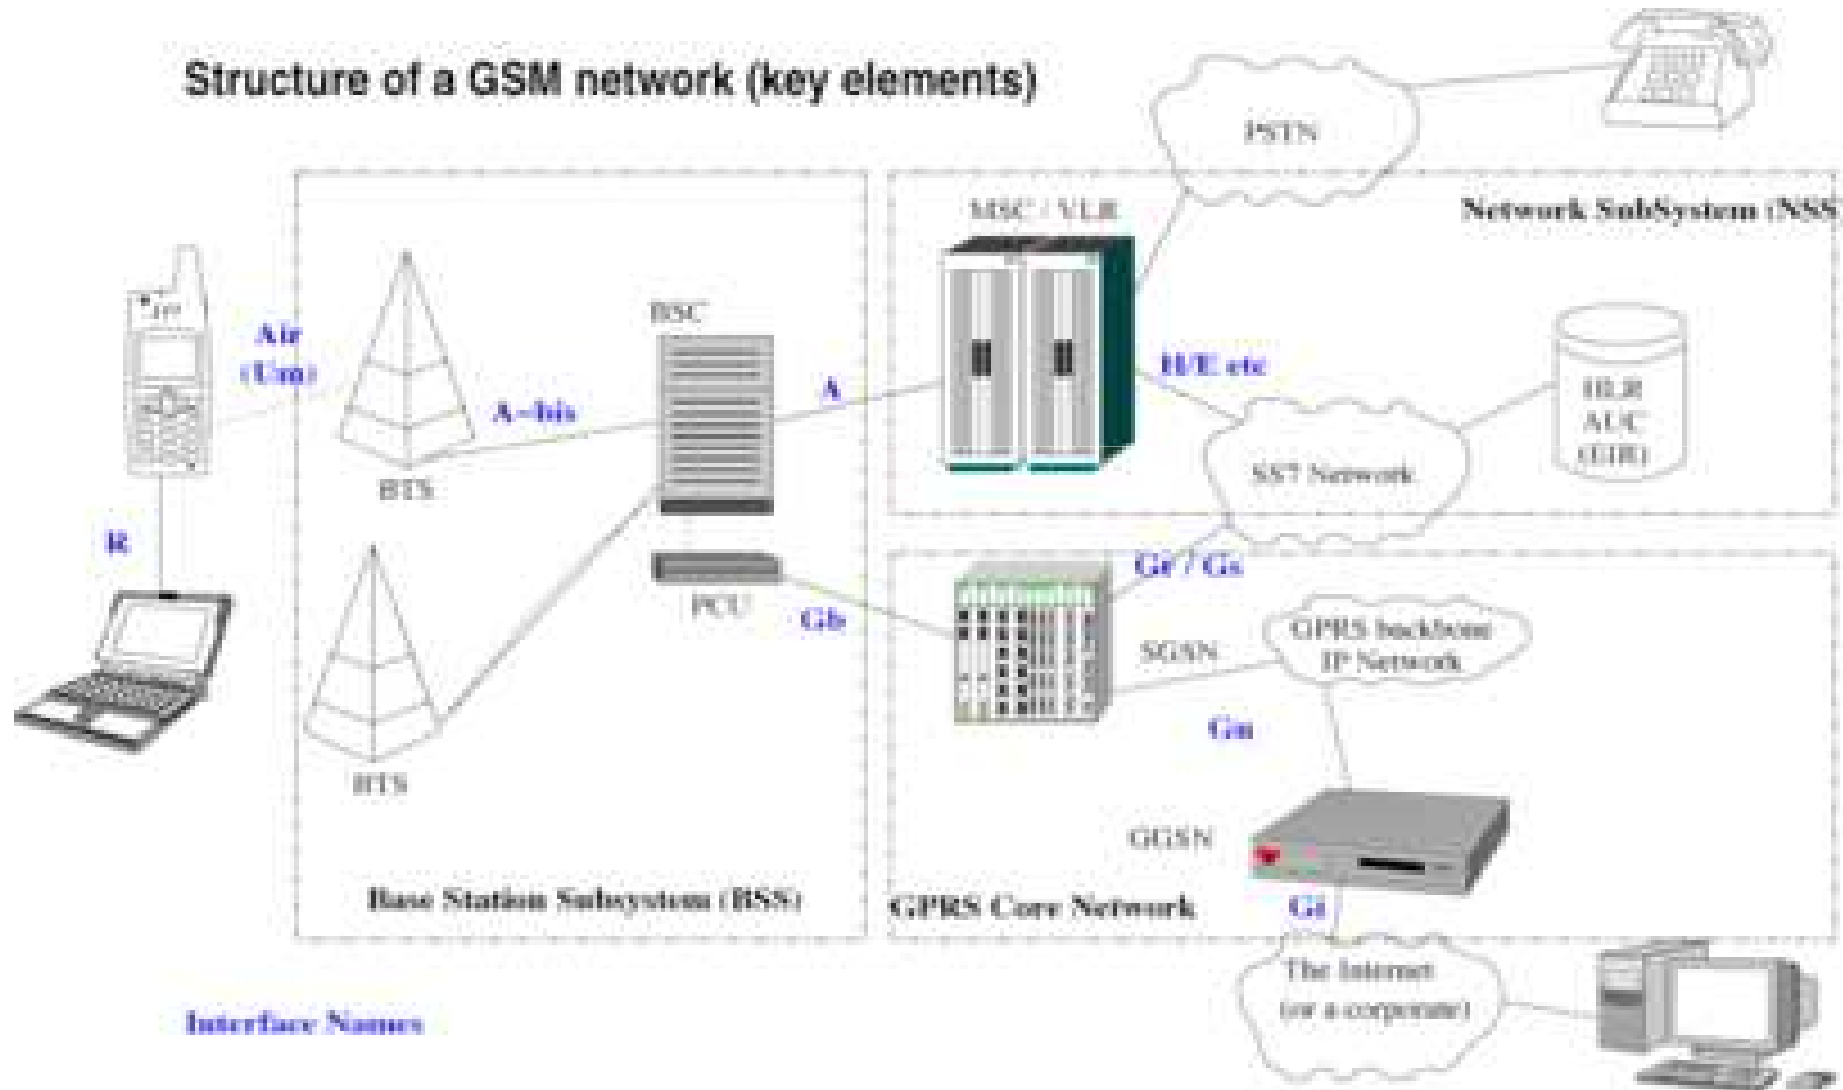 Structure of a GSM network (key elements)
PSTN
MSC / VLR
Network SubSystem (NSS
BSC
Air
(Um)
A-bis
A
H/E etc
HLR
AUC
(EIR)
SS7 Network
BTS
R
PCU
Gb
Gr / Gs
SGSN
GPRS backbone
IP Network
Gn
BTS
GGSN
Base Station Subsystem (BSS)
GPRS Core Network
Gi
The Internet
(or a corporate)
Interface Names